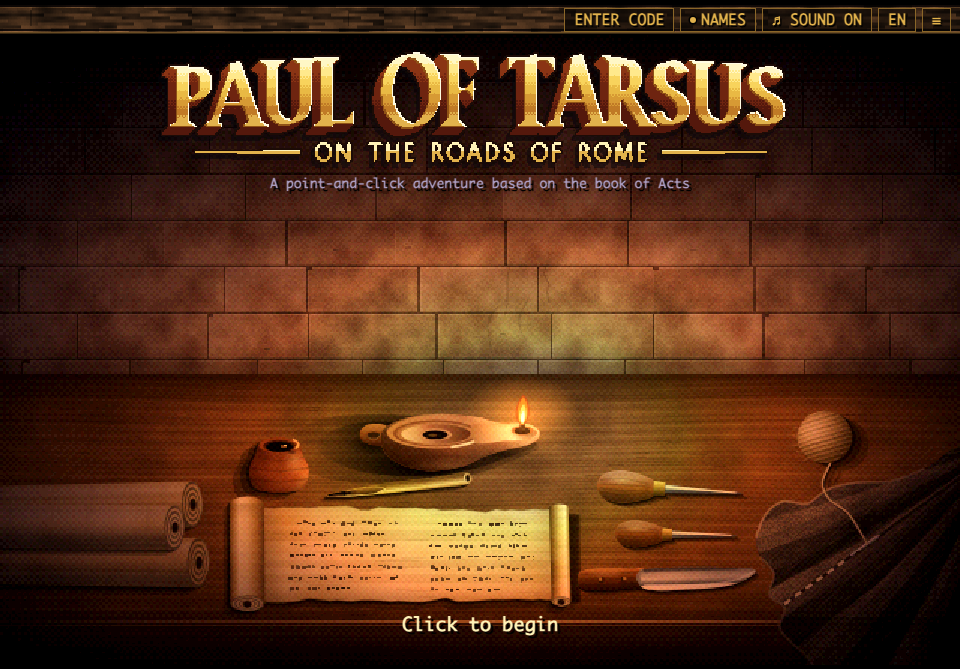 ENTER CODE
● NAMES
♬ SOUND ON
EN
≡
PAUL OF TARSUS
ON THE ROADS OF ROME
A point-and-click adventure based on the book of Acts
Click to begin